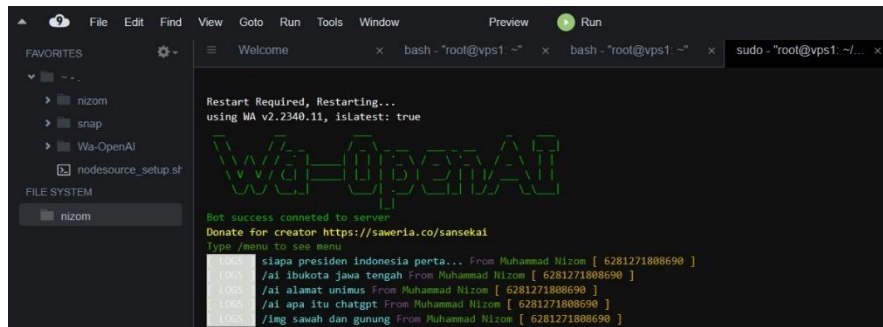 9 File Edit Find View Goto Run Tools Window Preview Run
FAVORITES
Welcome × bash - "root@vps1: ~" × bash - "root@vps1: ~" × sudo - "root@vps1: ~/... ×
~ - .
nizom
snap
Wa-OpenAI
nodesource_setup.sh
FILE SYSTEM
nizom
Restart Required, Restarting...
using WA v2.2340.11, isLatest: true
Wa-OpenAI
Bot success conneted to server
Donate for creator https://saweria.co/sansekai
Type /menu to see menu
[ LOGS ] siapa presiden indonesia perta... From Muhammad Nizom [ 6281271808690 ]
[ LOGS ] /ai ibukota jawa tengah From Muhammad Nizom [ 6281271808690 ]
[ LOGS ] /ai alamat unimus From Muhammad Nizom [ 6281271808690 ]
[ LOGS ] /ai apa itu chatgpt From Muhammad Nizom [ 6281271808690 ]
[ LOGS ] /img sawah dan gunung From Muhammad Nizom [ 6281271808690 ]